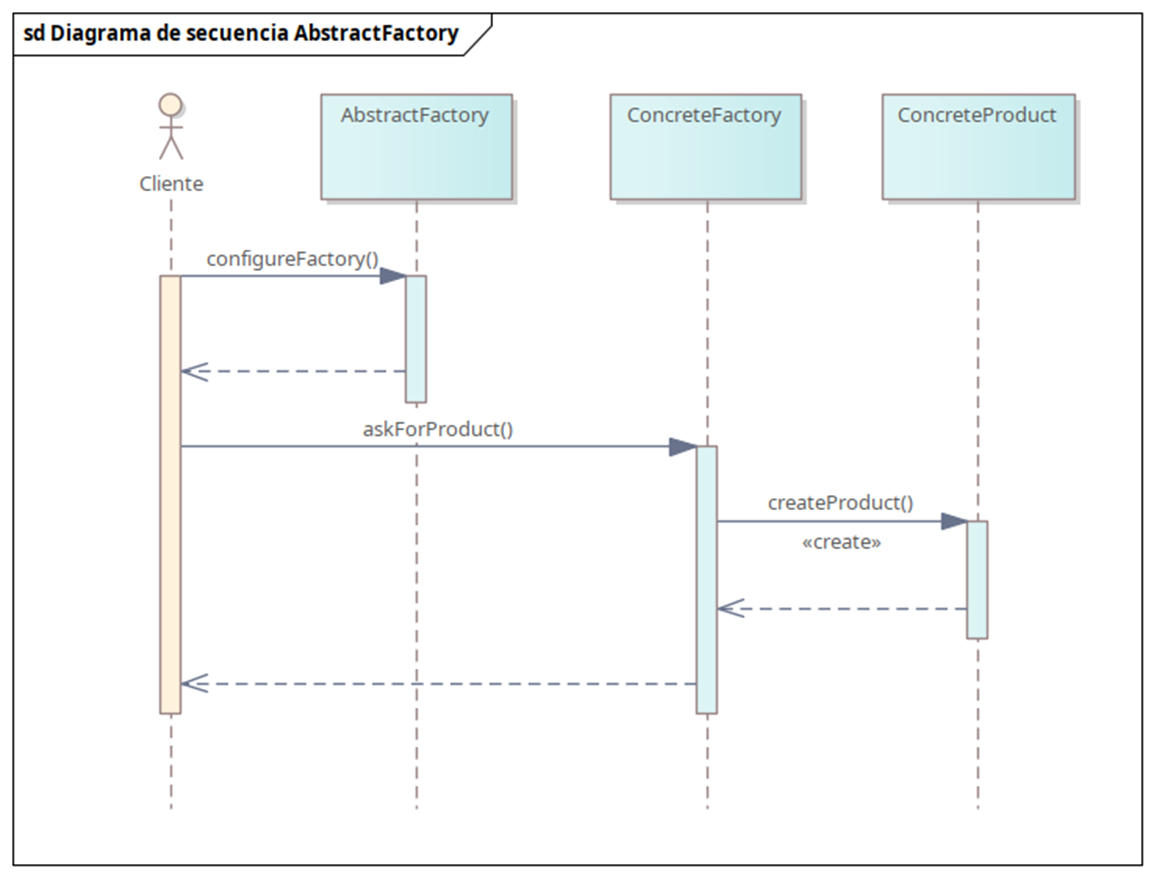 sd Diagrama de secuencia AbstractFactory
AbstractFactory
ConcreteFactory
ConcreteProduct
Cliente
configureFactory()
askForProduct()
createProduct()
«create»